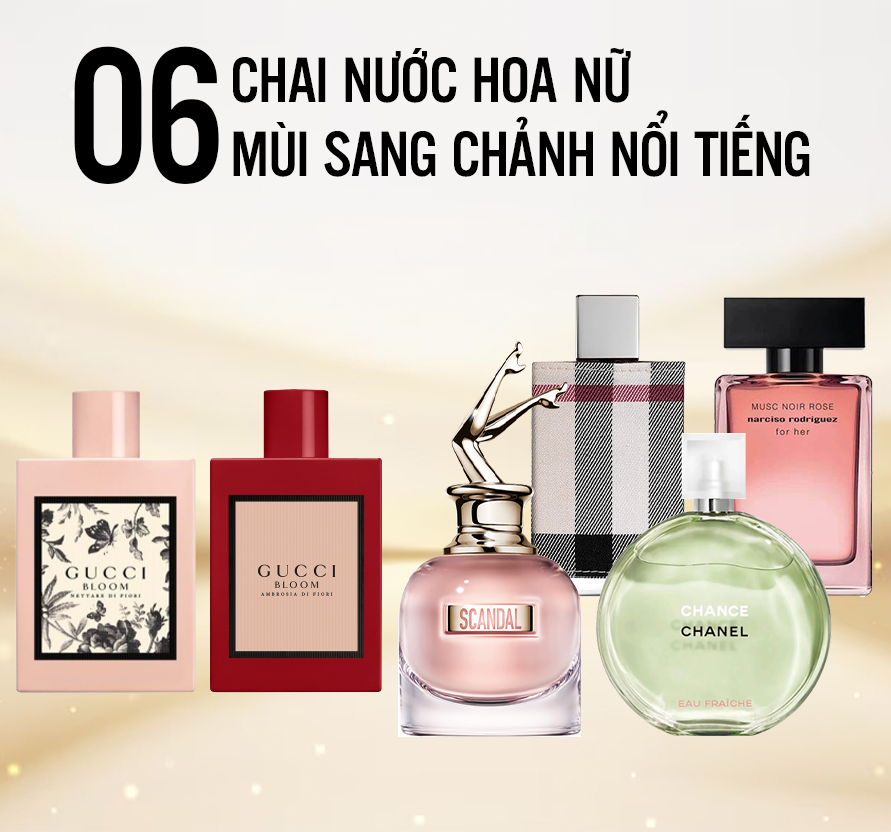 06
CHAI NƯỚC HOA NỮ
MÙI SANG CHẢNH NỔI TIẾNG
GUCCI
BLOOM
NETTARE DI FIORI
GUCCI
BLOOM
AMBROSIA DI FIORI
SCANDAL
MUSC NOIR ROSE
narciso rodriguez
for her
CHANCE
CHANEL
EAU FRAÎCHE